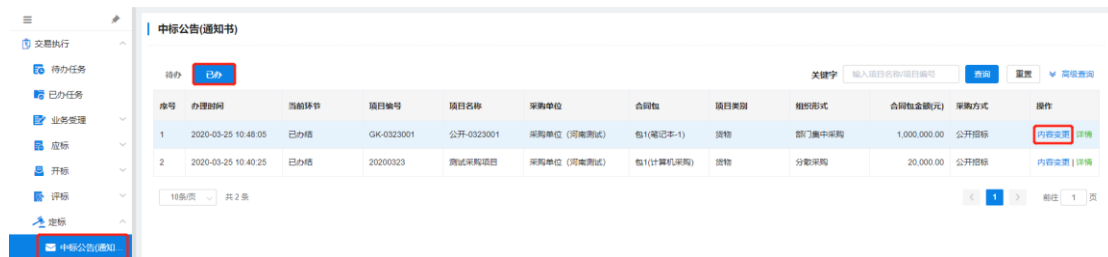 中标公告(通知书)
交易执行
待办任务
已办任务
业务受理
应标
开标
评标
定标
中标公告(通知...
待办 已办 关键字 输入项目名称/项目编号 查询 重置 高级查询
序号 办理时间 当前环节 项目编号 项目名称 采购单位 合同包 项目类别 组织形式 合同包金额(元) 采购方式 操作
1 2020-03-25 10:48:05 已办结 GK-0323001 公开-0323001 采购单位（河南测试） 包1(笔记本-1) 货物 部门集中采购 1,000,000.00 公开招标 内容变更 详情
2 2020-03-25 10:40:25 已办结 20200323 测试采购项目 采购单位（河南测试） 包1(计算机采购) 货物 分散采购 20,000.00 公开招标 内容变更 | 详情
10条/页 共 2 条 < 1 > 前往 1 页